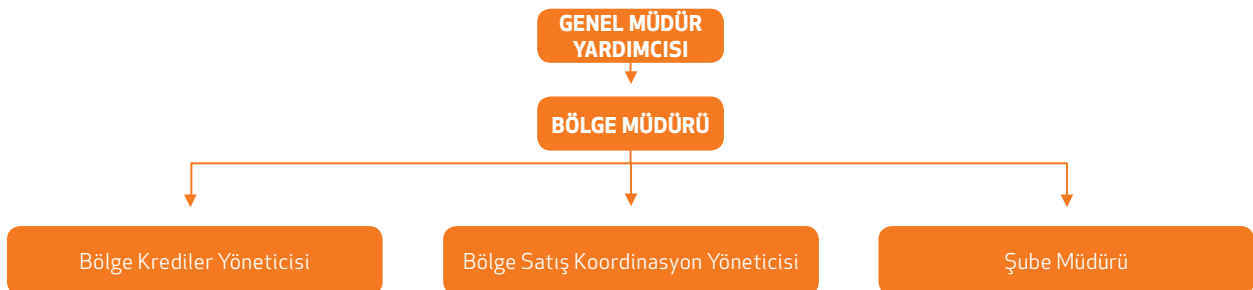 GENEL MÜDÜR
YARDIMCISI
BÖLGE MÜDÜRÜ
Bölge Krediler Yöneticisi
Bölge Satış Koordinasyon Yöneticisi
Şube Müdürü